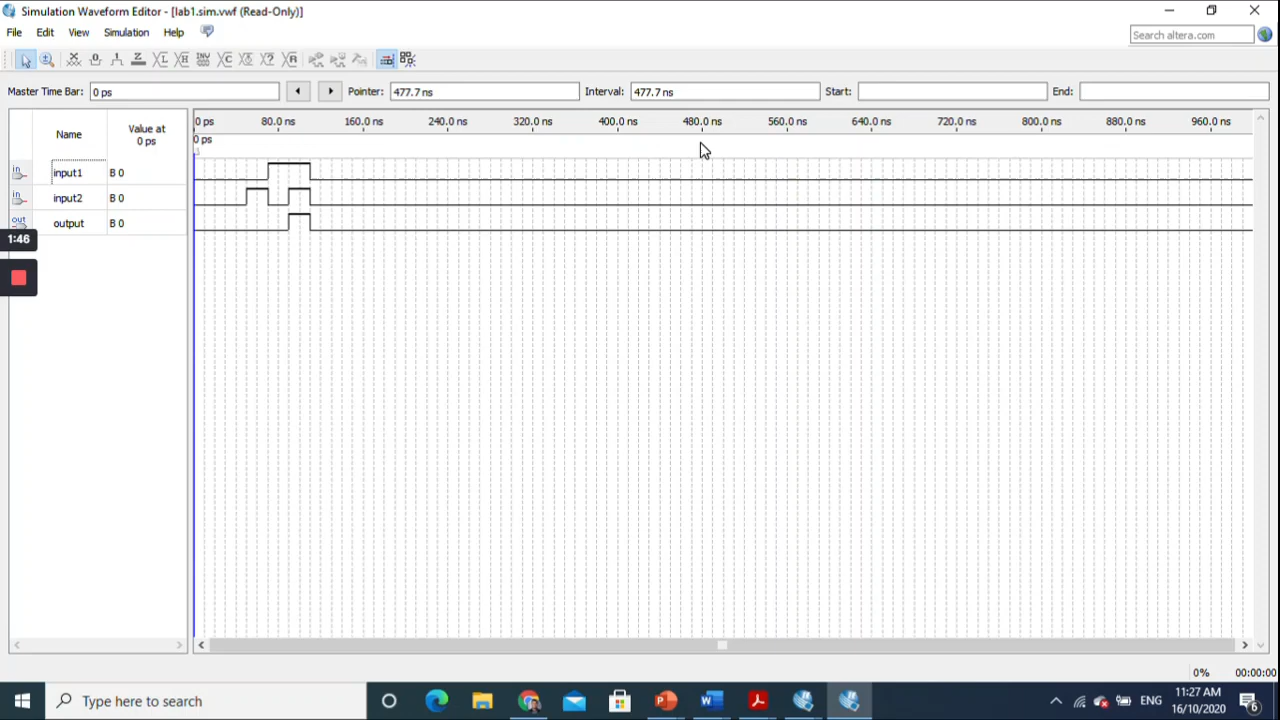 Simulation Waveform Editor - [lab1.sim.vwf (Read-Only)]
File Edit View Simulation Help
Search altera.com
Master Time Bar: 0 ps Pointer: 477.7 ns Interval: 477.7 ns Start: End:
Name Value at 0 ps
0 ps 80.0 ns 160.0 ns 240.0 ns 320.0 ns 400.0 ns 480.0 ns 560.0 ns 640.0 ns 720.0 ns 800.0 ns 880.0 ns 960.0 ns
0 ps
in input1 B 0
in input2 B 0
out output B 0
1:46
0% 00:00:00
Type here to search
ENG
11:27 AM
16/10/2020
6